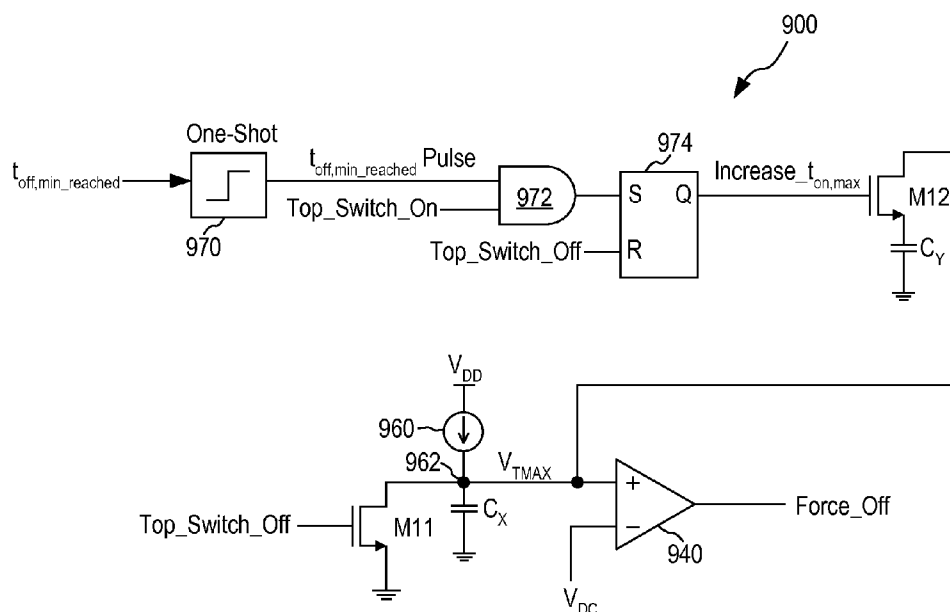 900
One-Shot
974
t_off,min_reached
t_off,min_reached Pulse
Increase_t_on,max
972
S Q
M12
Top_Switch_On
970
Top_Switch_Off
R
C_Y
V_DD
960
962
V_TMAX
+
Top_Switch_Off
M11
C_X
Force_Off
−
940
V_DC